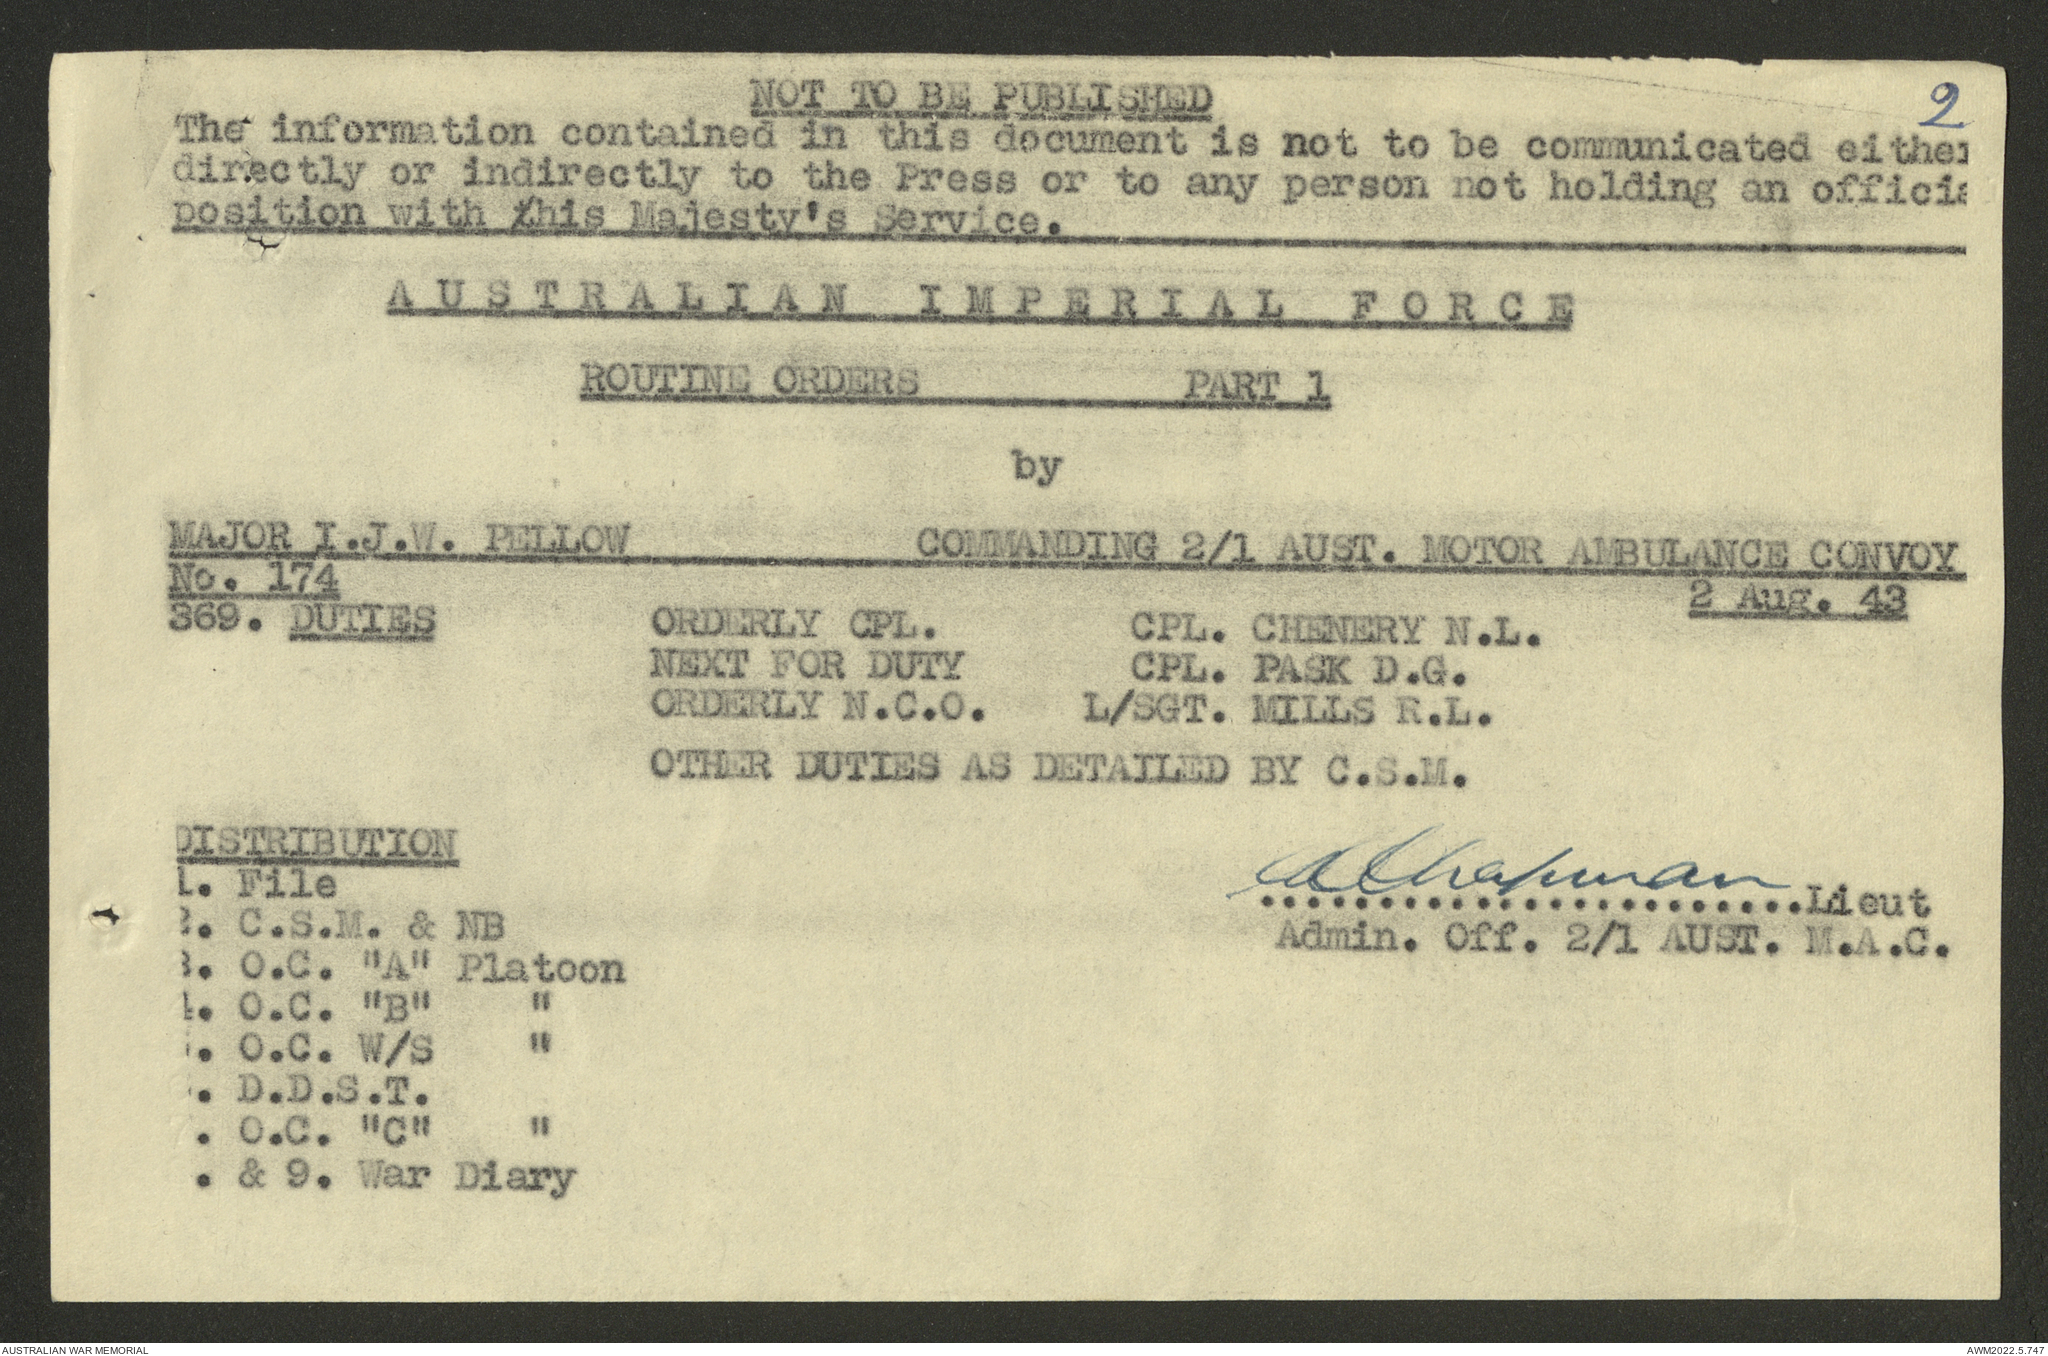 2
NOT TO BE PUBLISHED
The information contained in this document is not to be communicated either
directly or indirectly to the Press or to any person not holding an officia
position with this Majesty's Service.
AUSTRALIAN IMPERIAL FORCE
ROUTINE ORDERS PART 1
by
MAJOR I.J.W. PELLOW COMMANDING 2/1 AUST. MOTOR AMBULANCE CONVOY
No. 174 2 Aug. 43
369. DUTIES ORDERLY CPL. CPL. CHENERY N.L.
NEXT FOR DUTY CPL. PASK D.G.
ORDERLY N.C.O. L/SGT. MILLS R.L.
OTHER DUTIES AS DETAILED BY C.S.M.
DISTRIBUTION
1. File
2. C.S.M. & NB
3. O.C. "A" Platoon
4. O.C. "B" "
. O.C. W/S "
. D.D.S.T.
. O.C. "C" "
. & 9. War Diary
Chapman
........................Lieut
Admin. Off. 2/1 AUST. M.A.C.
AUSTRALIAN WAR MEMORIAL AWM2022.5.747